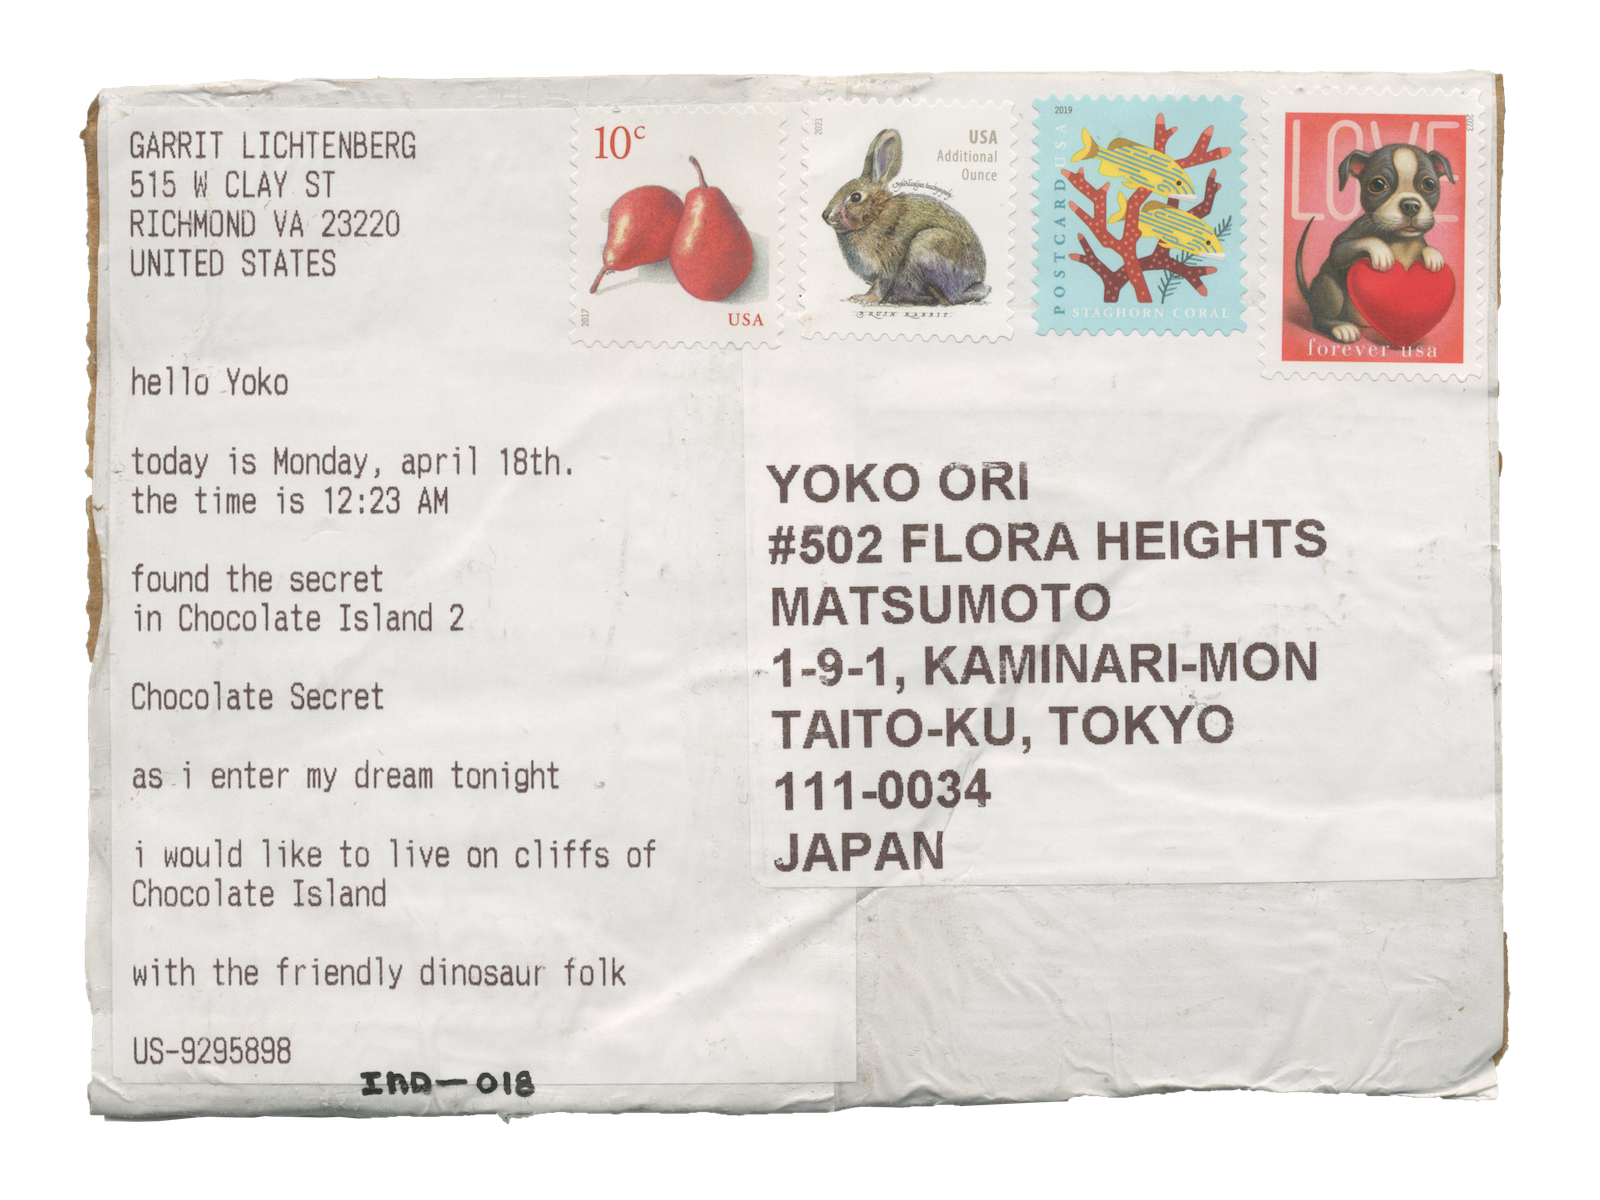 GARRIT LICHTENBERG
515 W CLAY ST
RICHMOND VA 23220
UNITED STATES
10c
2017
USA
2021
USA
Additional
Ounce
BRUSH RABBIT
2019
POSTCARD USA
STAGHORN CORAL
LOVE
2023
forever usa
hello Yoko
today is Monday, april 18th.
the time is 12:23 AM
found the secret
in Chocolate Island 2
Chocolate Secret
as i enter my dream tonight
i would like to live on cliffs of
Chocolate Island
with the friendly dinosaur folk
US-9295898
IND-018
YOKO ORI
#502 FLORA HEIGHTS
MATSUMOTO
1-9-1, KAMINARI-MON
TAITO-KU, TOKYO
111-0034
JAPAN